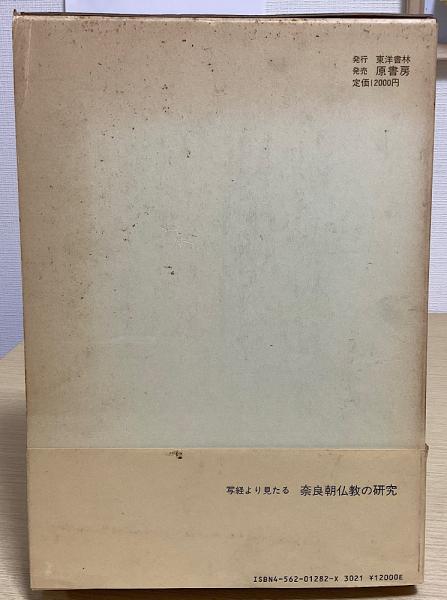 発行 東洋書林
発売 原書房
定価12000円
写経より見たる 奈良朝仏教の研究
ISBN4-562-01282-X 3021 ¥12000E